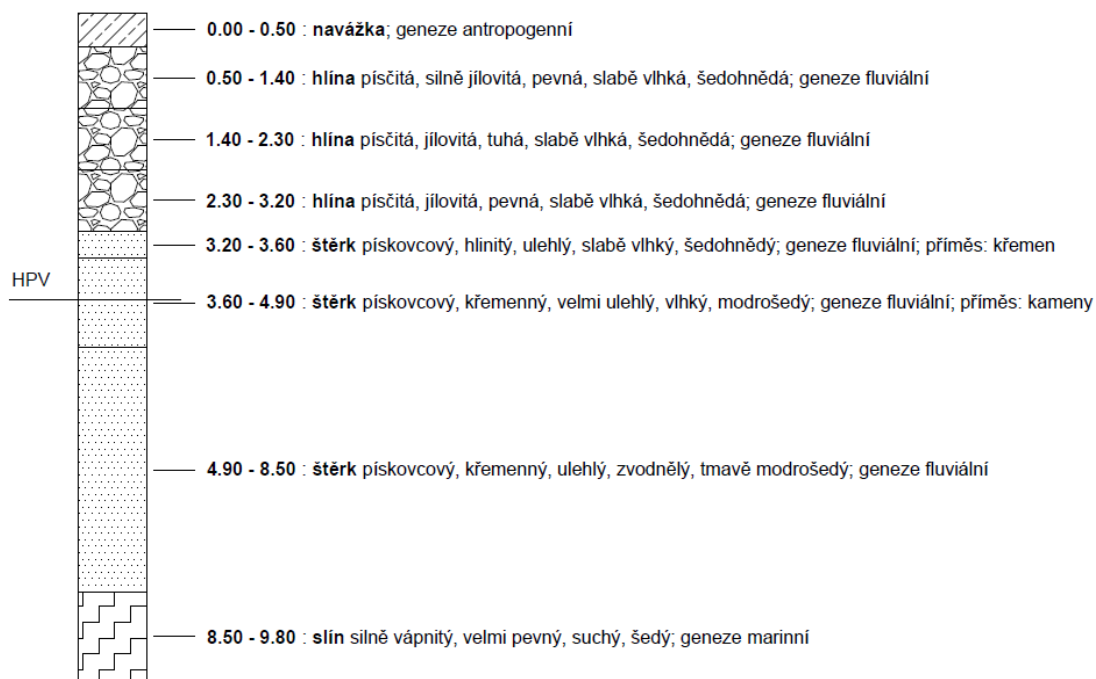 0.00 - 0.50 : navážka; geneze antropogenní
0.50 - 1.40 : hlína písčitá, silně jílovitá, pevná, slabě vlhká, šedohnědá; geneze fluviální
1.40 - 2.30 : hlína písčitá, jílovitá, tuhá, slabě vlhká, šedohnědá; geneze fluviální
2.30 - 3.20 : hlína písčitá, jílovitá, pevná, slabě vlhká, šedohnědá; geneze fluviální
3.20 - 3.60 : štěrk pískovcový, hlinitý, ulehlý, slabě vlhký, šedohnědý; geneze fluviální; příměs: křemen
HPV
3.60 - 4.90 : štěrk pískovcový, křemenný, velmi ulehlý, vlhký, modrošedý; geneze fluviální; příměs: kameny
4.90 - 8.50 : štěrk pískovcový, křemenný, ulehlý, zvodnělý, tmavě modrošedý; geneze fluviální
8.50 - 9.80 : slín silně vápnitý, velmi pevný, suchý, šedý; geneze marinní